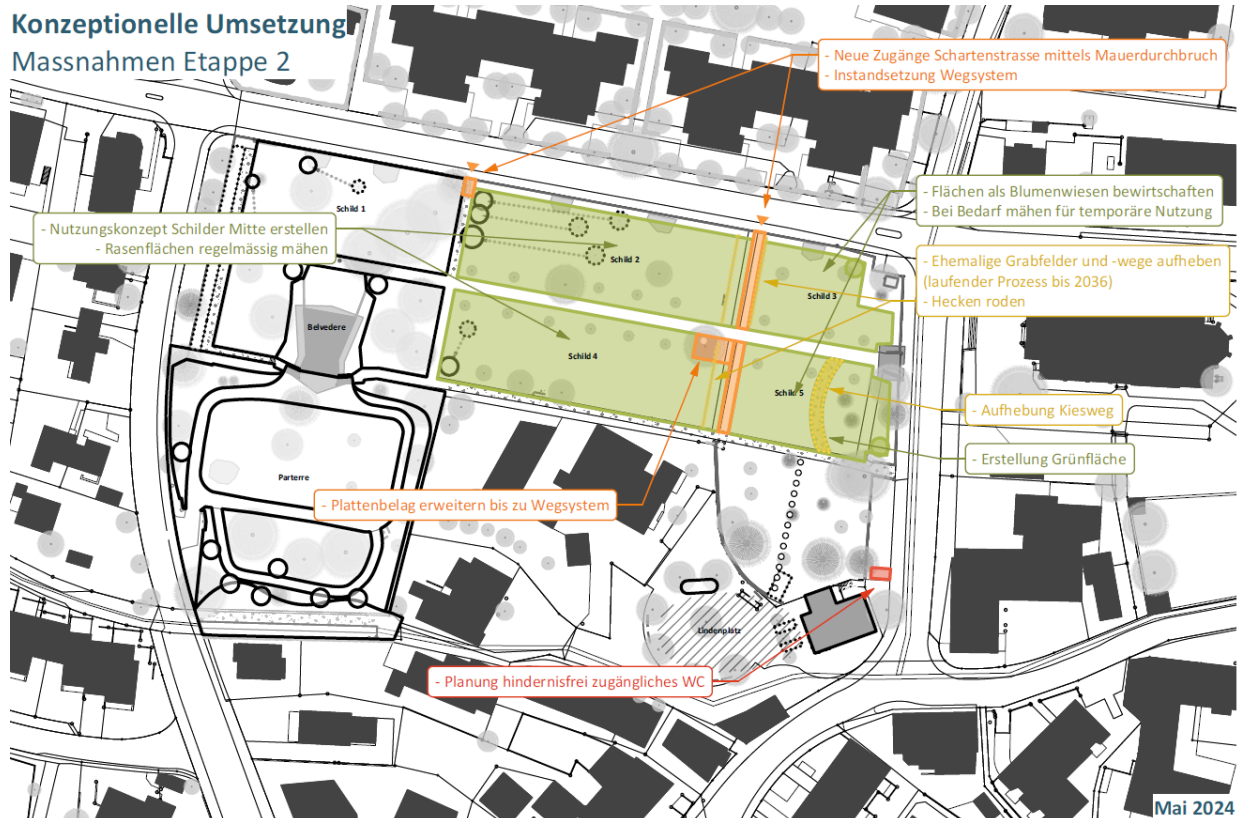 Konzeptionelle Umsetzung
Massnahmen Etappe 2
- Neue Zugänge Schartenstrasse mittels Mauerdurchbruch
- Instandsetzung Wegsystem
- Flächen als Blumenwiesen bewirtschaften
- Bei Bedarf mähen für temporäre Nutzung
Schild 1
- Nutzungskonzept Schilder Mitte erstellen
- Rasenflächen regelmässig mähen
Schild 2
- Ehemalige Grabfelder und -wege aufheben
(laufender Prozess bis 2036)
- Hecken roden
Schild 3
Belvedere
Schild 4
Schild 5
- Aufhebung Kiesweg
- Erstellung Grünfläche
Parterre
- Plattenbelag erweitern bis zu Wegsystem
Lindenplatz
- Planung hindernisfrei zugängliches WC
Mai 2024